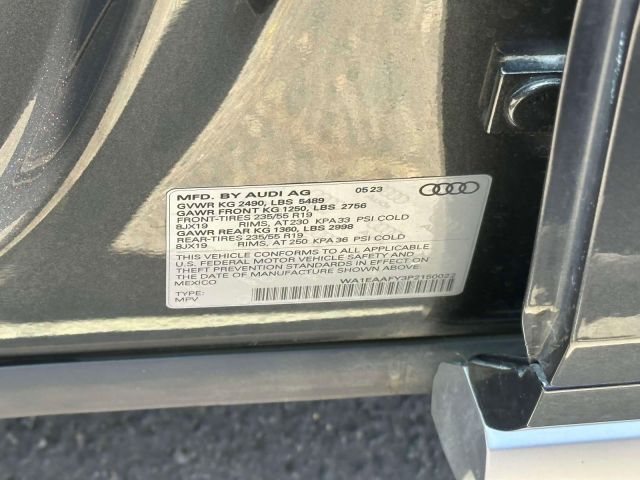 MFD. BY AUDI AG 05 23
GVWR KG 2490, LBS 5489
GAWR FRONT KG 1250, LBS 2756
FRONT-TIRES 235/55 R19
8JX19 RIMS, AT 230 KPA 33 PSI COLD
GAWR REAR KG 1360, LBS 2998
REAR-TIRES 235/55 R19
8JX19 RIMS, AT 250 KPA 36 PSI COLD
THIS VEHICLE CONFORMS TO ALL APPLICABLE
U.S. FEDERAL MOTOR VEHICLE SAFETY AND
THEFT PREVENTION STANDARDS IN EFFECT ON
THE DATE OF MANUFACTURE SHOWN ABOVE.
MEXICO
WA1EAAFY3P2150022
TYPE:
MPV